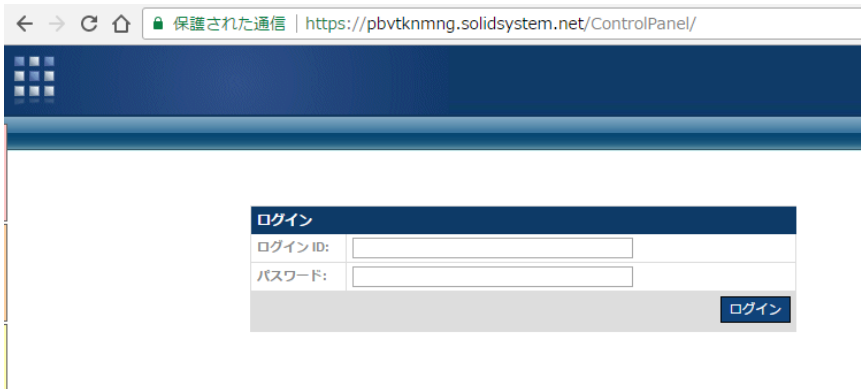 保護された通信 | https://pbvtknmng.solidsystem.net/ControlPanel/
ログイン
ログイン ID:
パスワード:
ログイン